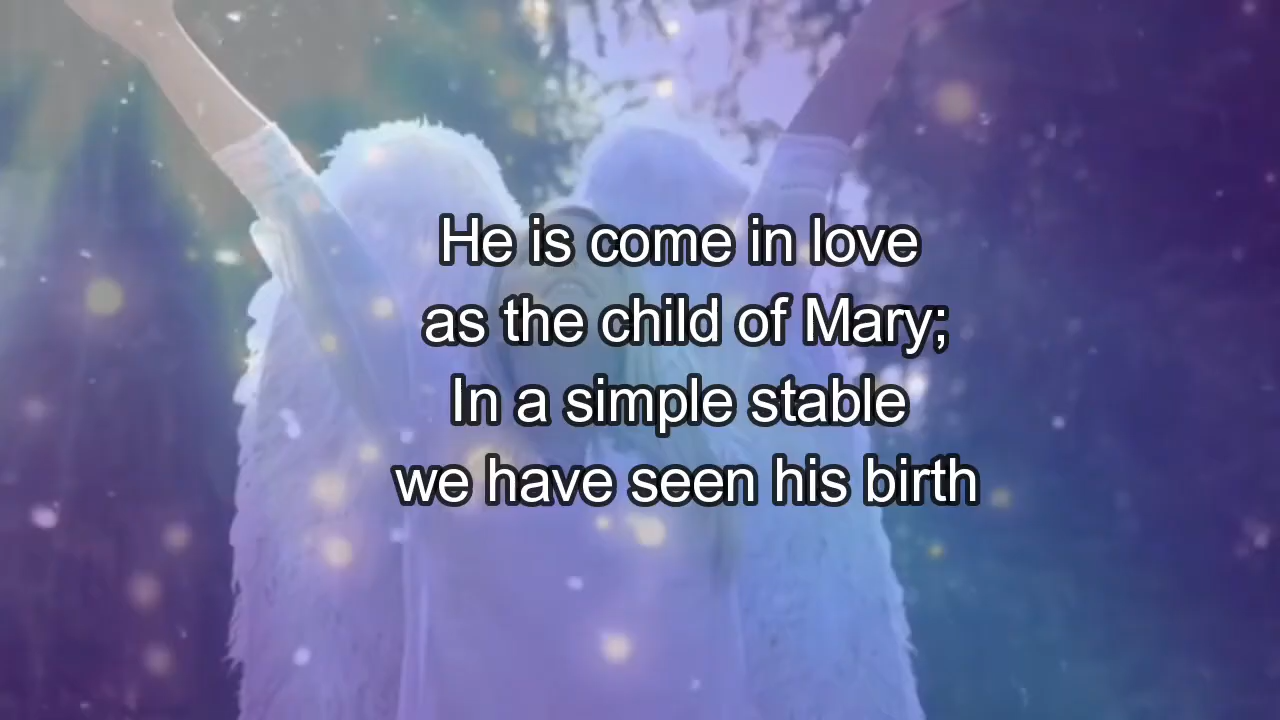 He is come in love
as the child of Mary;
In a simple stable
we have seen his birth